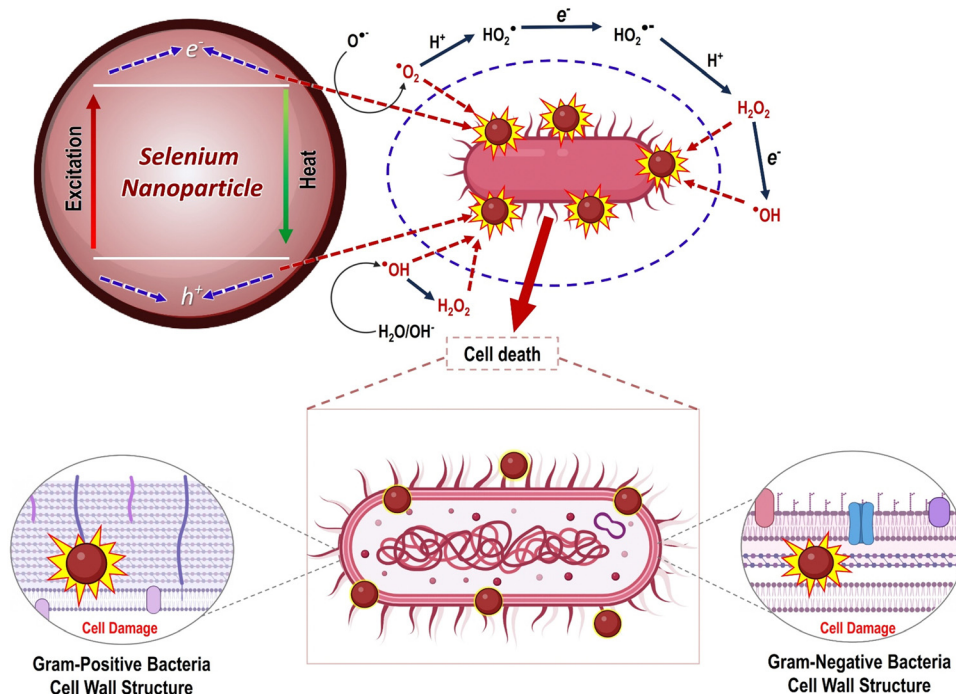 e⁻
Excitation
Selenium
Nanoparticle
Heat
h⁺
O•⁻
•O₂
H⁺
HO₂•
e⁻
HO₂•⁻
H⁺
H₂O₂
e⁻
•OH
•OH
H₂O₂
H₂O/OH⁻
Cell death
Cell Damage
Gram-Positive Bacteria
Cell Wall Structure
Cell Damage
Gram-Negative Bacteria
Cell Wall Structure